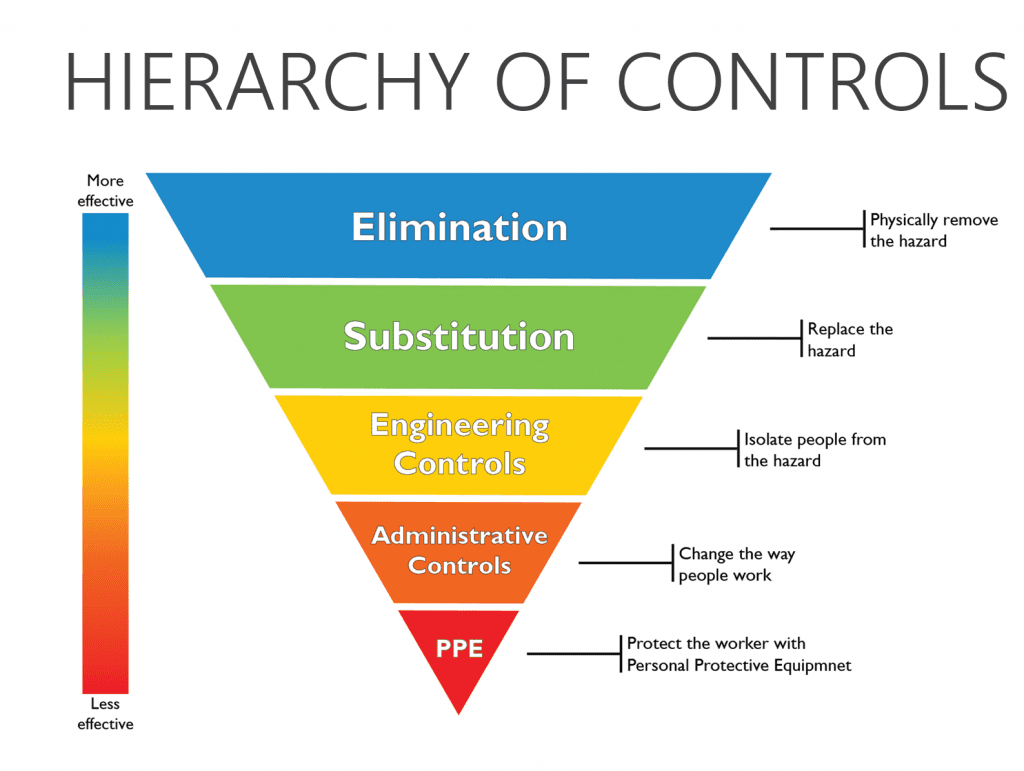 HIERARCHY OF CONTROLS
More
effective
Elimination
Physically remove
the hazard
Substitution
Replace the
hazard
Engineering
Controls
Isolate people from
the hazard
Administrative
Controls
Change the way
people work
PPE
Protect the worker with
Personal Protective Equipmnet
Less
effective